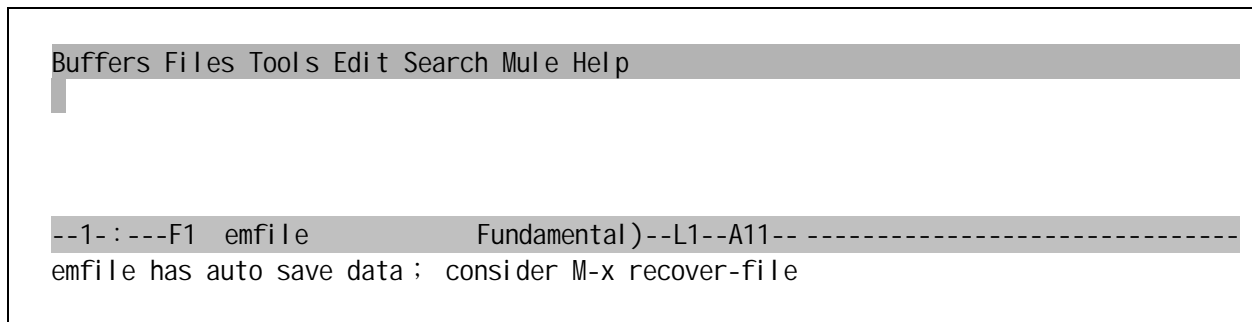 Buffers Files Tools Edit Search Mule Help
--1-:---F1  emfile                Fundamental)--L1--A11-- -------------------------------
emfile has auto save data； consider M-x recover-file